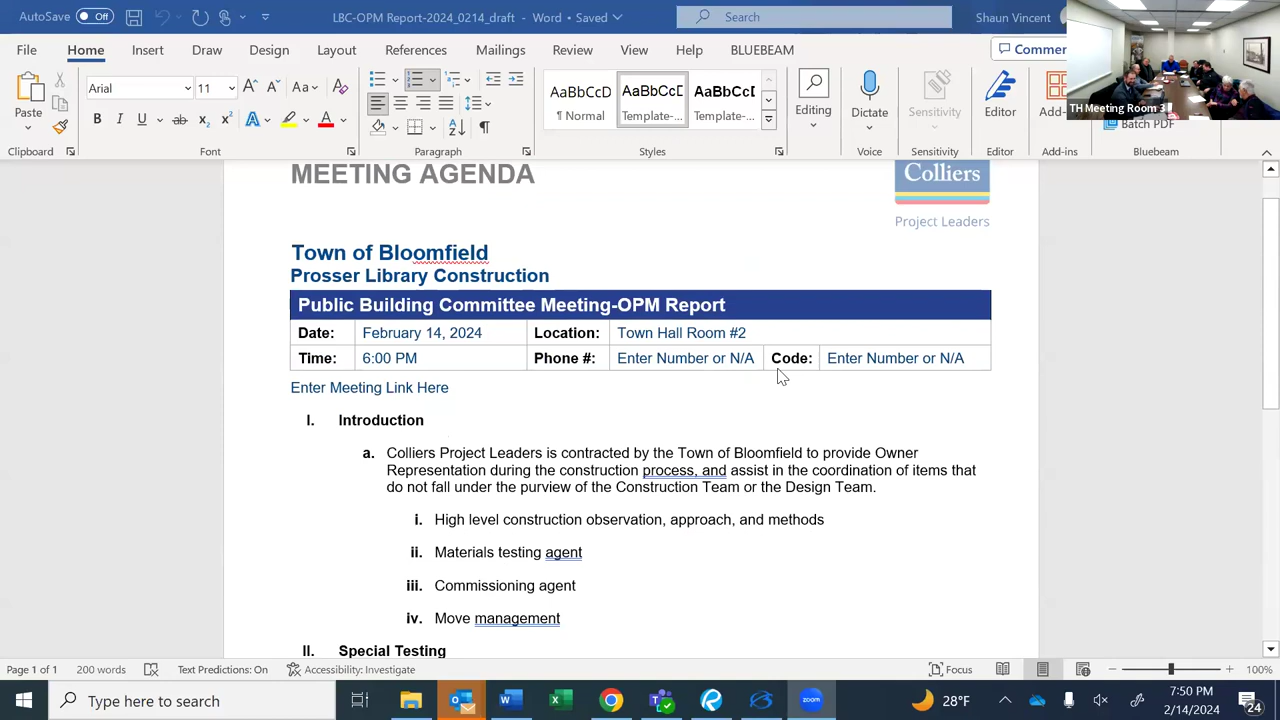 AutoSave Off LBC-OPM Report-2024_0214_draft - Word • Saved Search Shaun Vincent
File Home Insert Draw Design Layout References Mailings Review View Help BLUEBEAM
Paste Arial 11 AaBbCcD AaBbCcD AaBbCcD Editing Dictate Sensitivity Editor
¶ Normal Template-... Template-...
Clipboard Font Paragraph Styles Voice Sensitivity Editor Add-ins Bluebeam
Batch PDF
TH Meeting Room 3
MEETING AGENDA
Colliers
Project Leaders
Town of Bloomfield
Prosser Library Construction
Public Building Committee Meeting-OPM Report
Date: February 14, 2024 Location: Town Hall Room #2
Time: 6:00 PM Phone #: Enter Number or N/A Code: Enter Number or N/A
Enter Meeting Link Here
I. Introduction
a. Colliers Project Leaders is contracted by the Town of Bloomfield to provide Owner
Representation during the construction process, and assist in the coordination of items that
do not fall under the purview of the Construction Team or the Design Team.
i. High level construction observation, approach, and methods
ii. Materials testing agent
iii. Commissioning agent
iv. Move management
II. Special Testing
Page 1 of 1 200 words Text Predictions: On Accessibility: Investigate Focus 100%
Type here to search 28°F 7:50 PM
2/14/2024 24